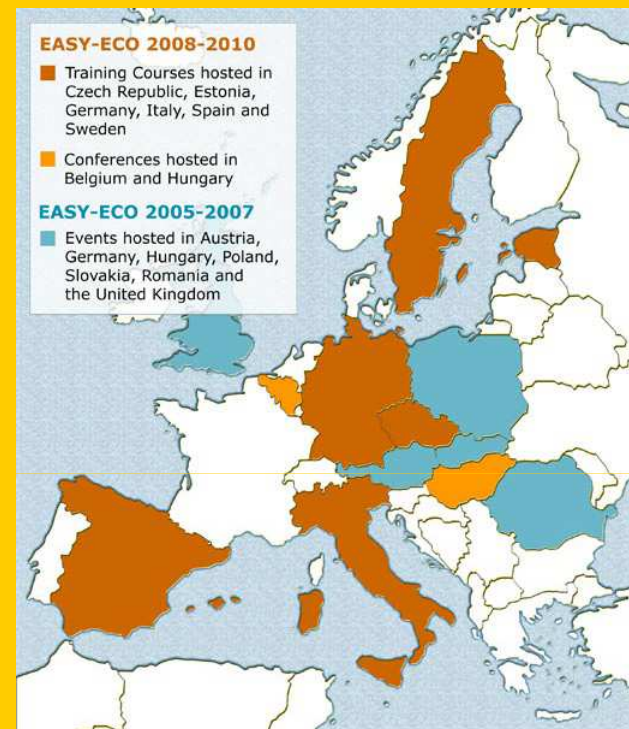 EASY-ECO 2008-2010
Training Courses hosted in
Czech Republic, Estonia,
Germany, Italy, Spain and
Sweden
Conferences hosted in
Belgium and Hungary
EASY-ECO 2005-2007
Events hosted in Austria,
Germany, Hungary, Poland,
Slovakia, Romania and
the United Kingdom